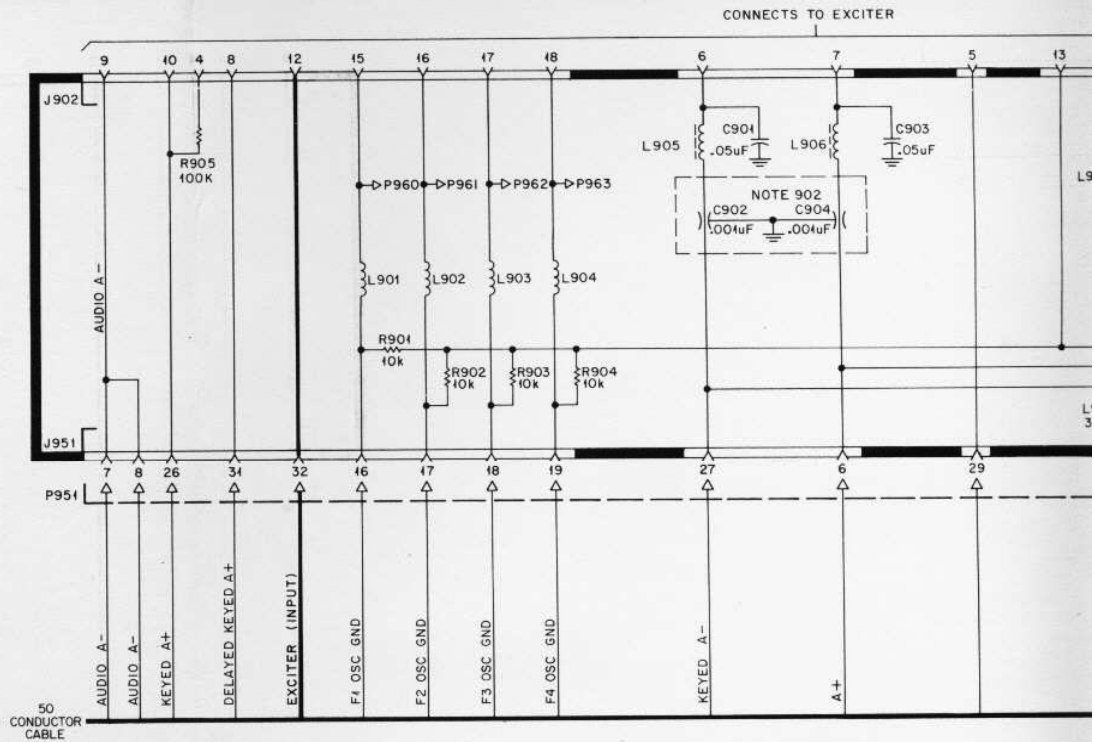 CONNECTS TO EXCITER
9 10 4 8 12 15 16 17 18 6 7 5 13
J902
R905
100K
L905
C901
.05uF
L906
C903
.05uF
P960 P961 P962 P963
L9
NOTE 902
C902 C904
.001uF .001uF
AUDIO A-
L901 L902 L903 L904
R901
10k
R902
10k
R903
10k
R904
10k
L9
3
J951
7 8 26 31 32 16 17 18 19 27 6 29
P951
AUDIO A-
AUDIO A-
KEYED A+
DELAYED KEYED A+
EXCITER (INPUT)
F1 OSC GND
F2 OSC GND
F3 OSC GND
F4 OSC GND
KEYED A-
A+
50
CONDUCTOR
CABLE